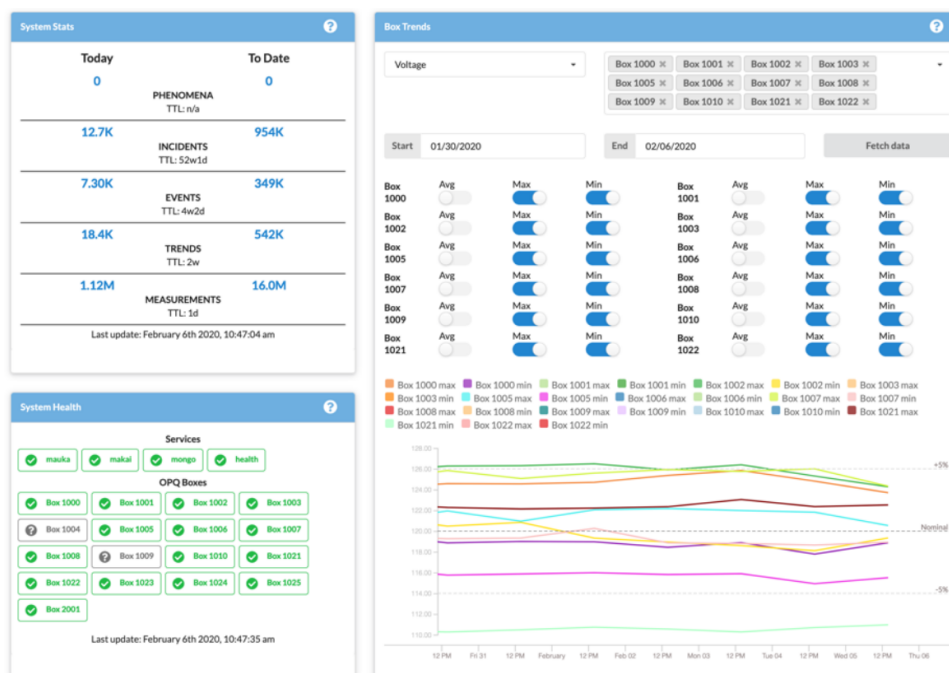 System Stats ?
Today To Date
0 0
PHENOMENA
TTL: n/a
12.7K 954K
INCIDENTS
TTL: 52w1d
7.30K 349K
EVENTS
TTL: 4w2d
18.4K 542K
TRENDS
TTL: 2w
1.12M 16.0M
MEASUREMENTS
TTL: 1d
Last update: February 6th 2020, 10:47:04 am
System Health ?
Services
mauka makai mongo health
OPQ Boxes
Box 1000 Box 1001 Box 1002 Box 1003
? Box 1004 Box 1005 Box 1006 Box 1007
Box 1008 ? Box 1009 Box 1010 Box 1021
Box 1022 Box 1023 Box 1024 Box 1025
Box 2001
Last update: February 6th 2020, 10:47:35 am
Box Trends ?
Voltage
Box 1000 × Box 1001 × Box 1002 × Box 1003 ×
Box 1005 × Box 1006 × Box 1007 × Box 1008 ×
Box 1009 × Box 1010 × Box 1021 × Box 1022 ×
Start 01/30/2020 End 02/06/2020 Fetch data
Box 1000 Avg Max Min Box 1001 Avg Max Min
Box 1002 Avg Max Min Box 1003 Avg Max Min
Box 1005 Avg Max Min Box 1006 Avg Max Min
Box 1007 Avg Max Min Box 1008 Avg Max Min
Box 1009 Avg Max Min Box 1010 Avg Max Min
Box 1021 Avg Max Min Box 1022 Avg Max Min
Box 1000 max Box 1000 min Box 1001 max Box 1001 min Box 1002 max Box 1002 min Box 1003 max
Box 1003 min Box 1005 max Box 1005 min Box 1006 max Box 1006 min Box 1007 max Box 1007 min
Box 1008 max Box 1008 min Box 1009 max Box 1009 min Box 1010 max Box 1010 min Box 1021 max
Box 1021 min Box 1022 max Box 1022 min
128.00
126.00
+5%
124.00
122.00
120.00
Nominal
118.00
116.00
114.00
-5%
112.00
110.00
12 PM Fri 31 12 PM February 12 PM Feb 02 12 PM Mon 03 12 PM Tue 04 12 PM Wed 05 12 PM Thu 06